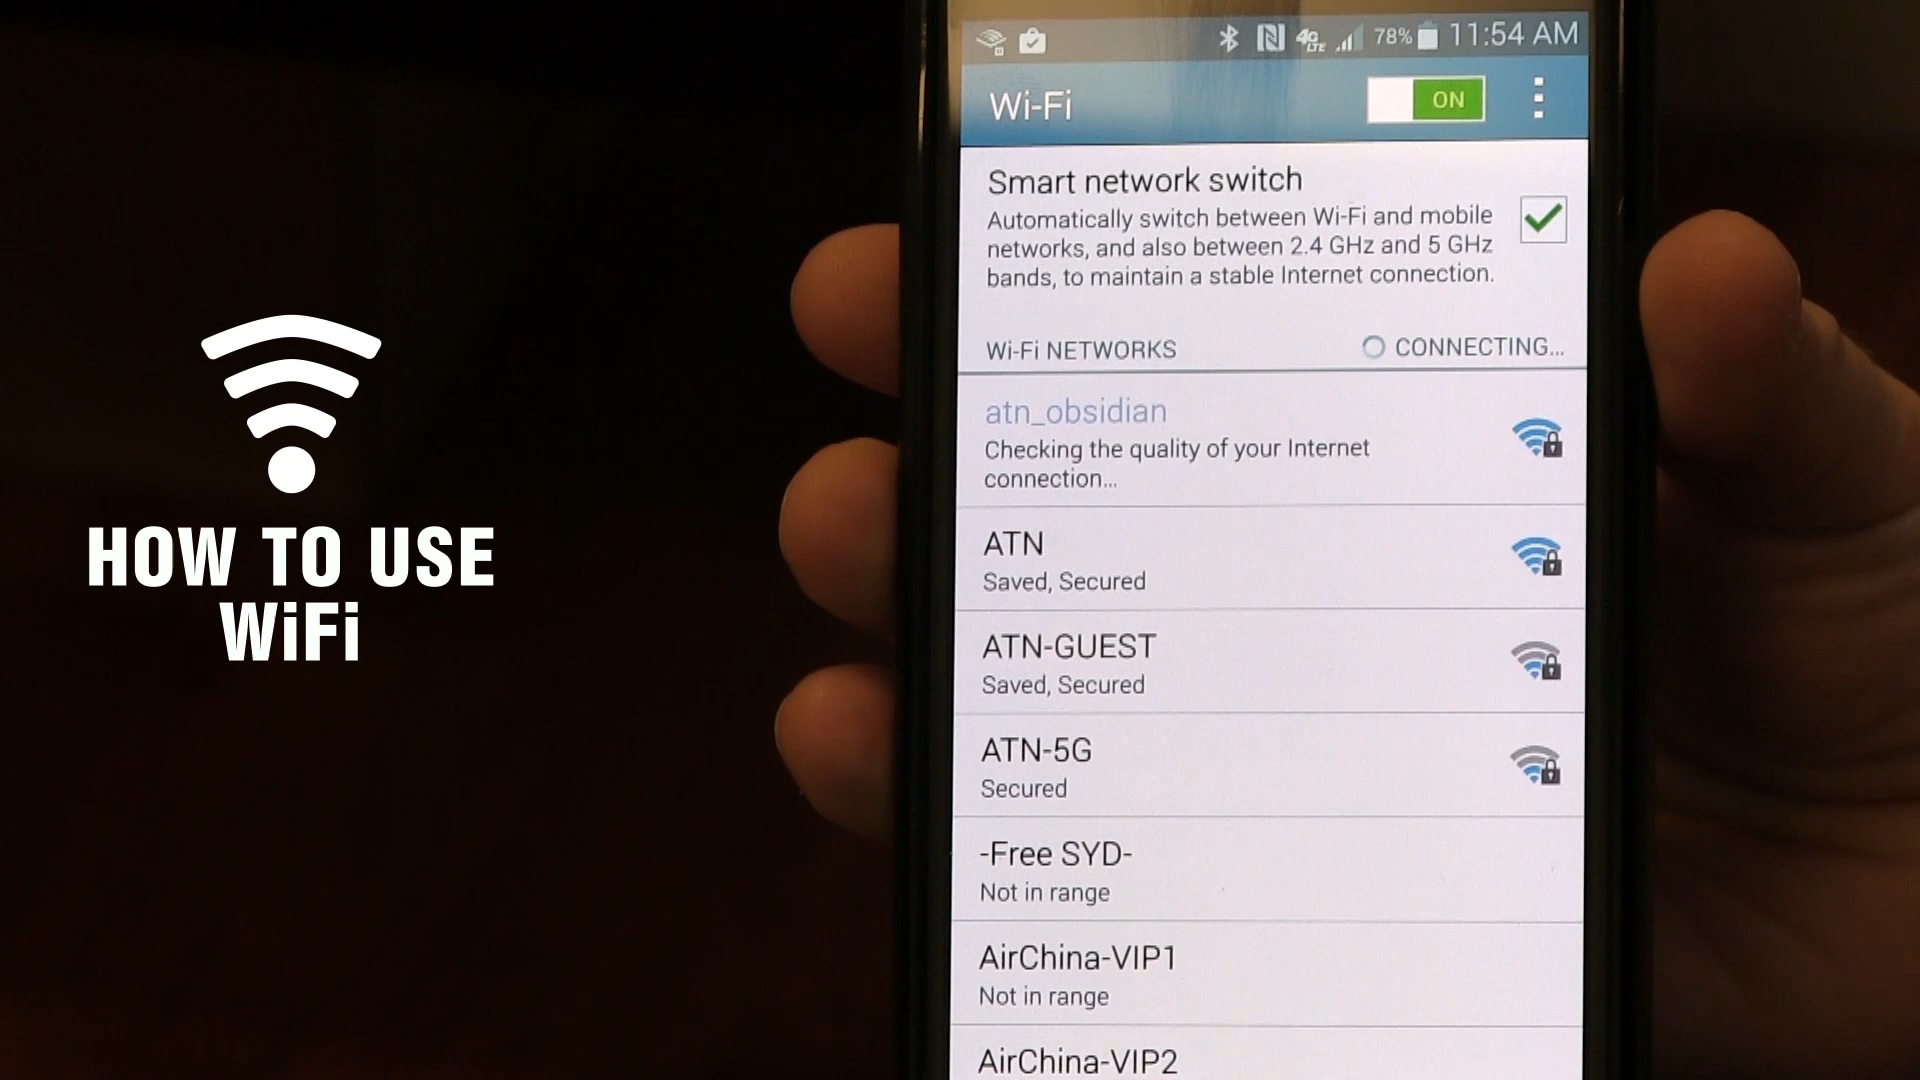 HOW TO USE
WiFi
4G LTE 78% 11:54 AM
Wi-Fi
ON
Smart network switch
Automatically switch between Wi-Fi and mobile
networks, and also between 2.4 GHz and 5 GHz
bands, to maintain a stable Internet connection.
Wi-Fi NETWORKS
CONNECTING...
atn_obsidian
Checking the quality of your Internet
connection...
ATN
Saved, Secured
ATN-GUEST
Saved, Secured
ATN-5G
Secured
-Free SYD-
Not in range
AirChina-VIP1
Not in range
AirChina-VIP2